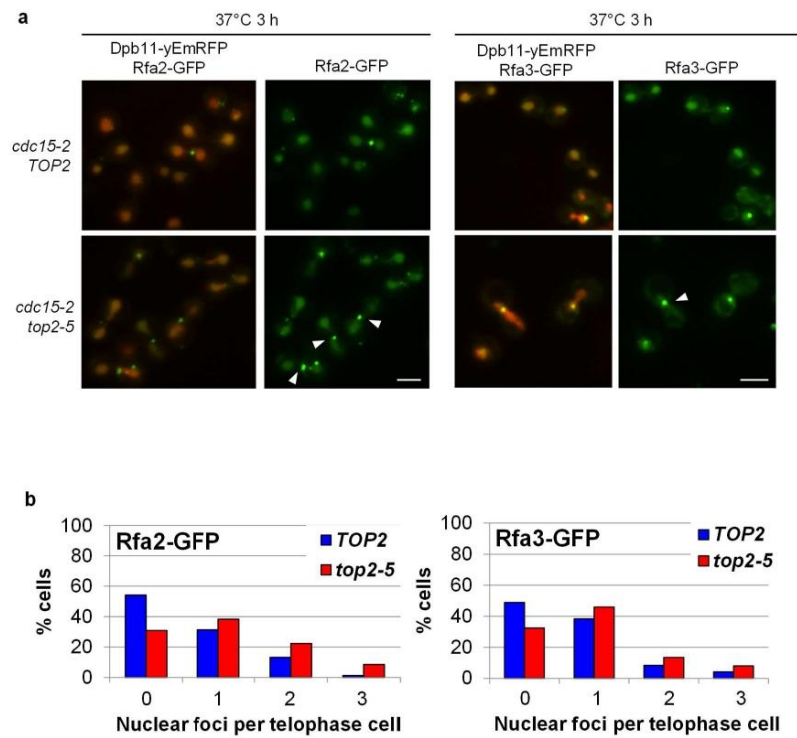 a
37°C 3 h
37°C 3 h
Dpb11-yEmRFP
Rfa2-GFP
Rfa2-GFP
Dpb11-yEmRFP
Rfa3-GFP
Rfa3-GFP
cdc15-2
TOP2
cdc15-2
top2-5
b
Rfa2-GFP
TOP2
top2-5
% cells
100
80
60
40
20
0
0 1 2 3
Nuclear foci per telophase cell
Rfa3-GFP
TOP2
top2-5
% cells
100
80
60
40
20
0
0 1 2 3
Nuclear foci per telophase cell